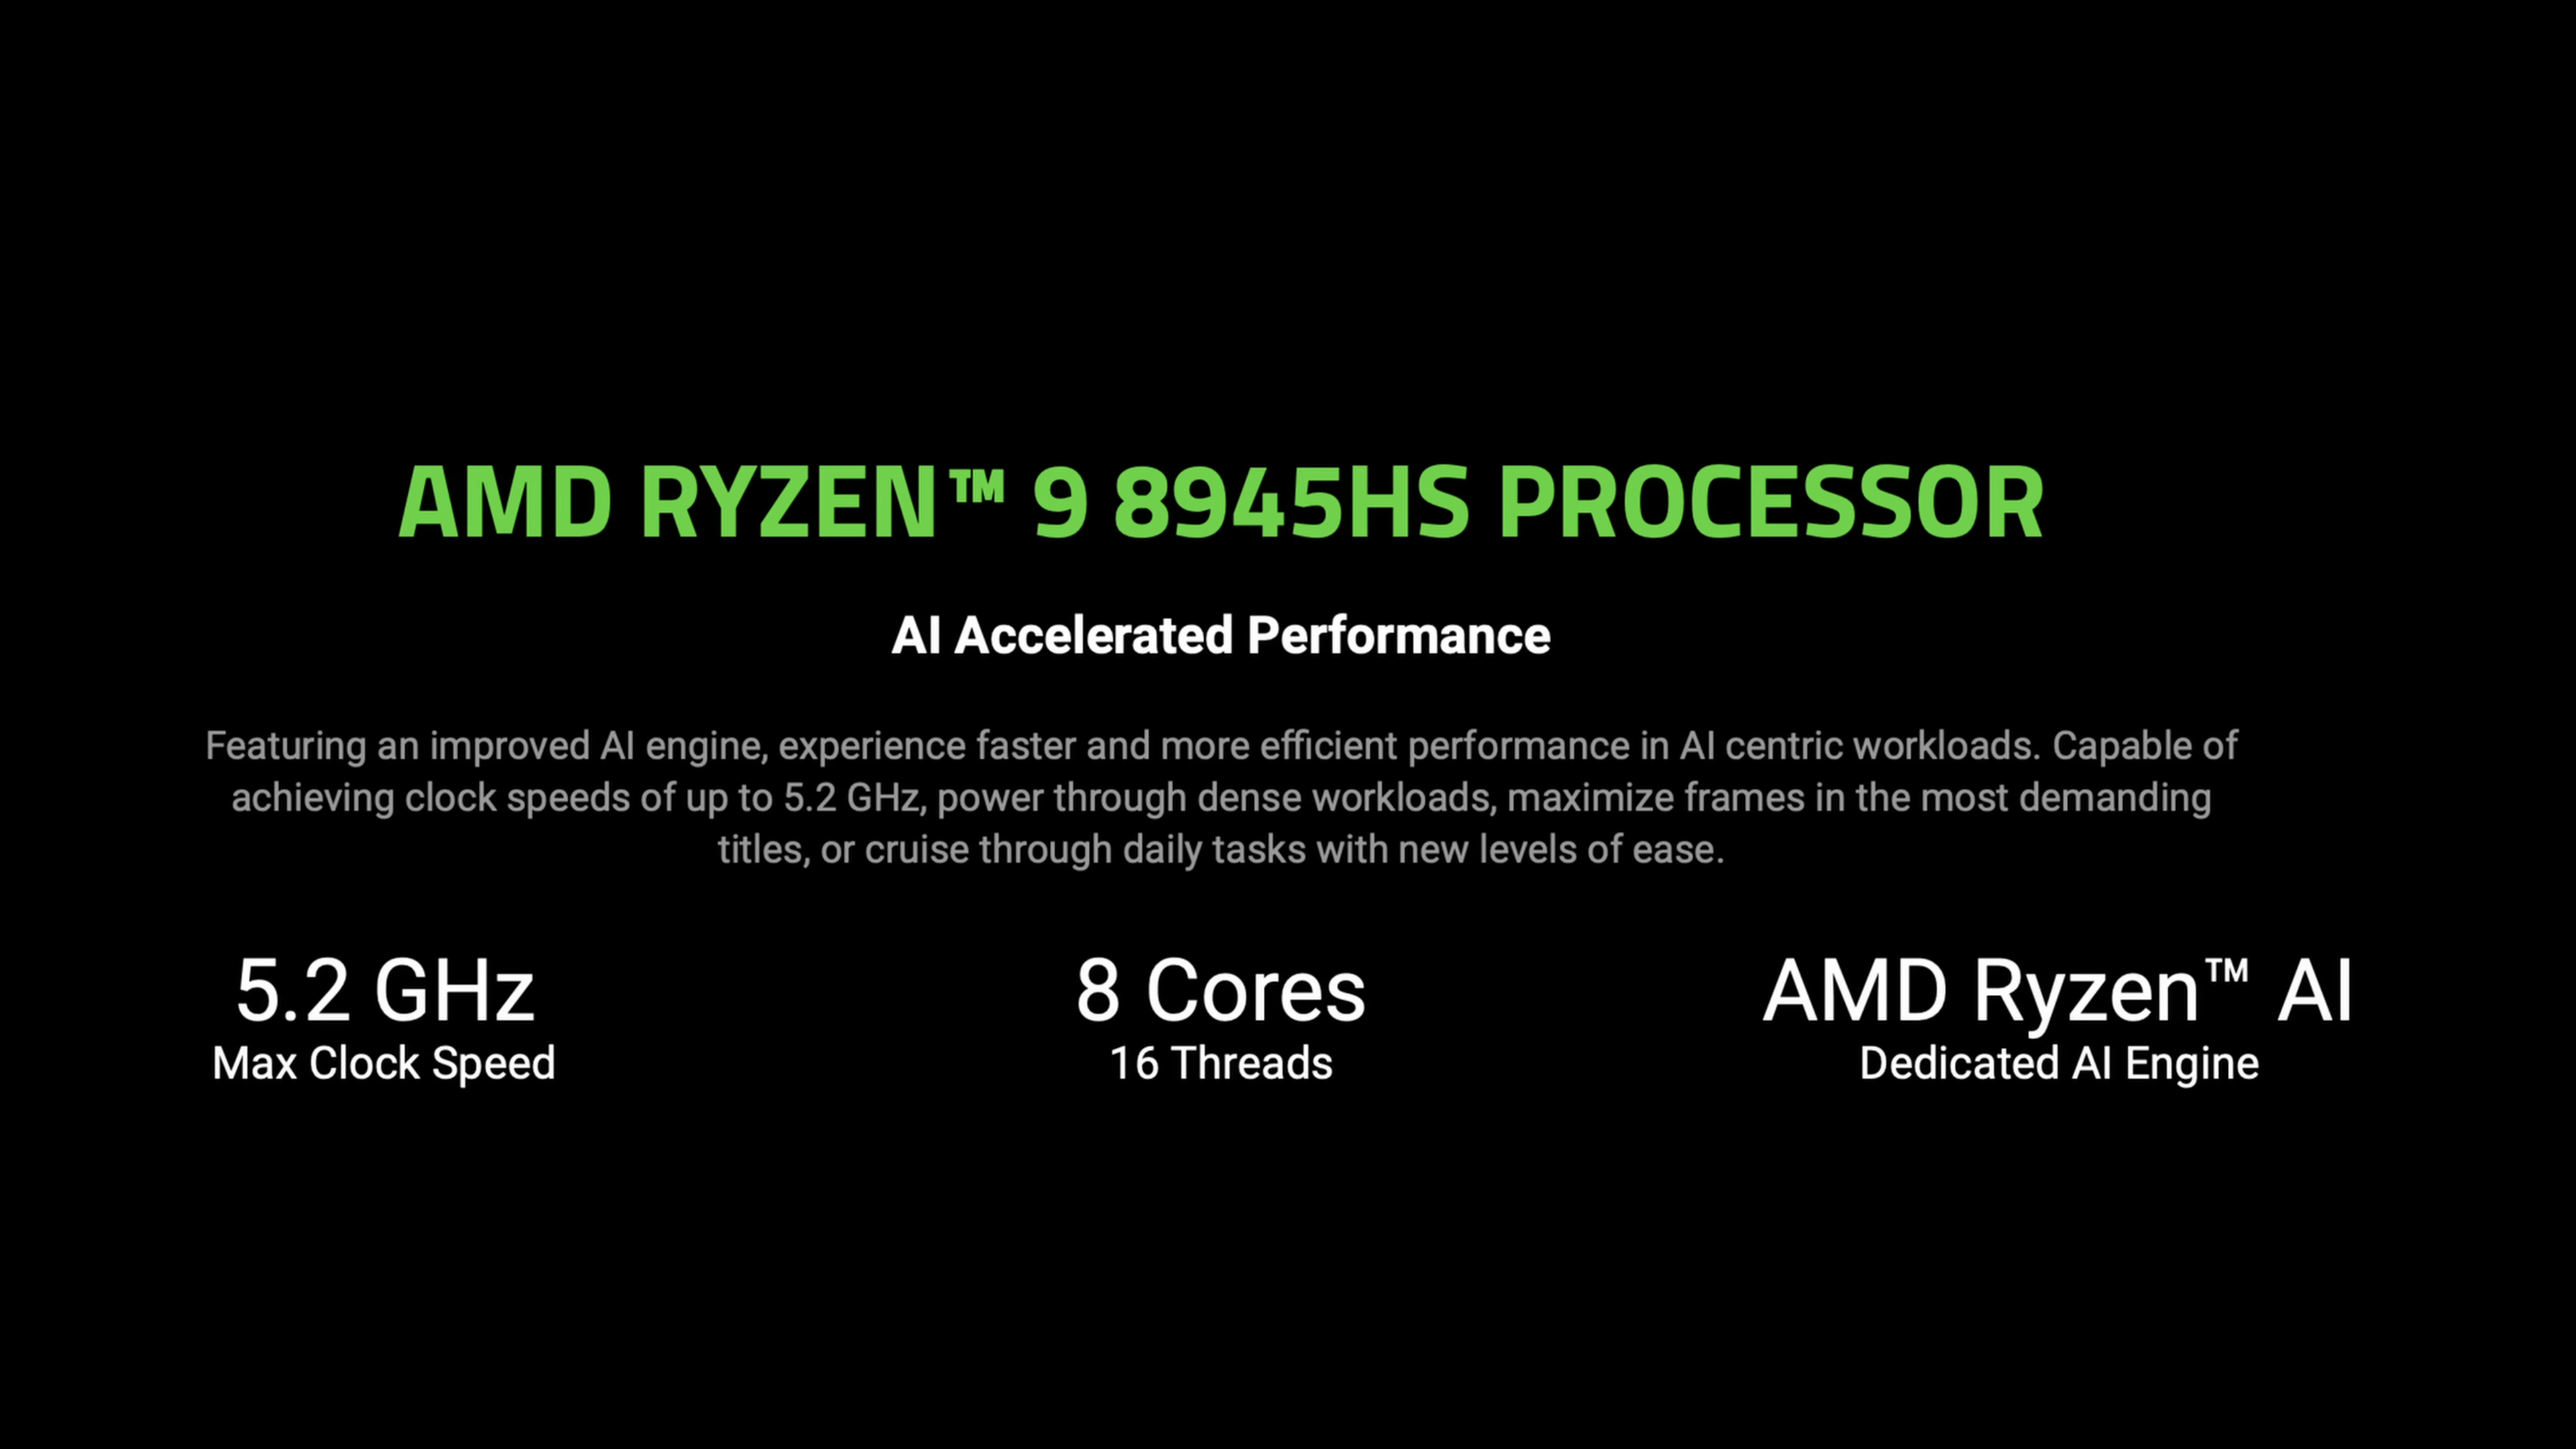 AMD RYZEN™ 9 8945HS PROCESSOR
AI Accelerated Performance
Featuring an improved AI engine, experience faster and more efficient performance in AI centric workloads. Capable of
achieving clock speeds of up to 5.2 GHz, power through dense workloads, maximize frames in the most demanding
titles, or cruise through daily tasks with new levels of ease.
5.2 GHz
Max Clock Speed
8 Cores
16 Threads
AMD Ryzen™ AI
Dedicated AI Engine